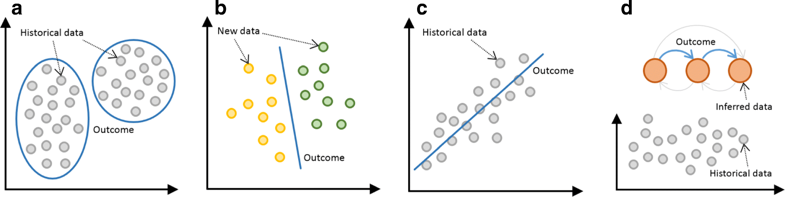 a
Historical data
Outcome
b
New data
Outcome
c
Historical data
Outcome
d
Outcome
Inferred data
Historical data